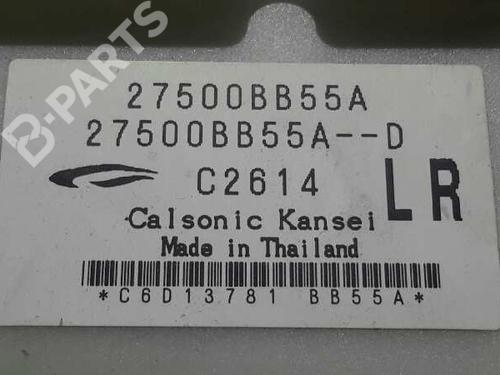 27500BB55A
27500BB55A--D
C2614
LR
Calsonic Kansei
Made in Thailand
*C6D13781 BB55A*
B-PARTS